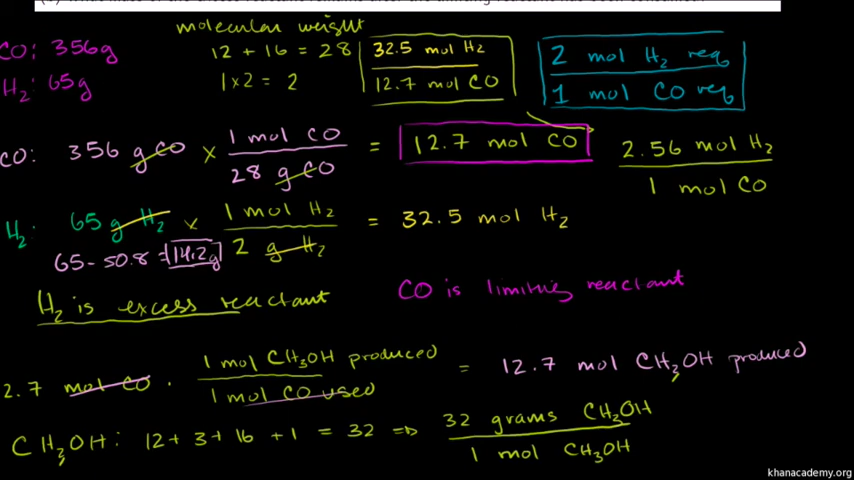 molecular weight
CO: 356g
12 + 16 = 28
32.5 mol H₂
12.7 mol CO
2 mol H₂ req
1 mol CO req
H₂: 65g
1×2 = 2
CO: 356 g CO × 1 mol CO / 28 g CO = 12.7 mol CO
2.56 mol H₂
1 mol CO
H₂: 65 g H₂ × 1 mol H₂ / 2 g H₂ = 32.5 mol H₂
65 - 50.8 = 14.2g
H₂ is excess reactant
CO is limiting reactant
2.7 mol CO · 1 mol CH₃OH produced / 1 mol CO used = 12.7 mol CH₃OH produced
CH₃OH: 12 + 3 + 16 + 1 = 32 ⇒ 32 grams CH₃OH / 1 mol CH₃OH
khanacademy.org